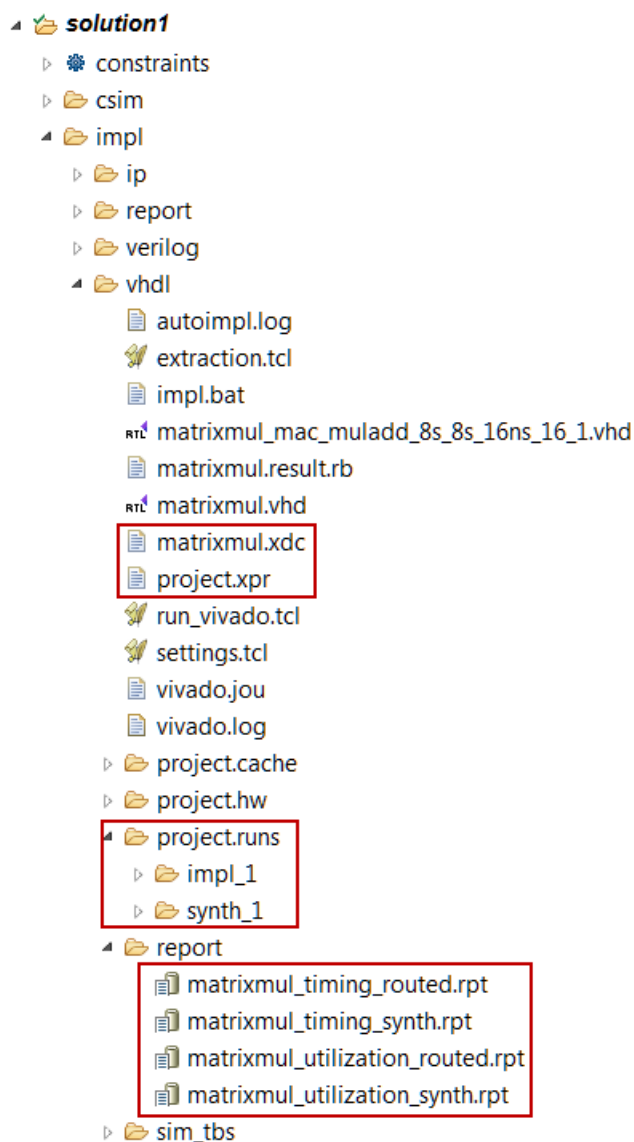 solution1
constraints
csim
impl
ip
report
verilog
vhdl
autoimpl.log
extraction.tcl
impl.bat
RTL matrixmul_mac_muladd_8s_8s_16ns_16_1.vhd
matrixmul.result.rb
RTL matrixmul.vhd
matrixmul.xdc
project.xpr
run_vivado.tcl
settings.tcl
vivado.jou
vivado.log
project.cache
project.hw
project.runs
impl_1
synth_1
report
matrixmul_timing_routed.rpt
matrixmul_timing_synth.rpt
matrixmul_utilization_routed.rpt
matrixmul_utilization_synth.rpt
sim_tbs